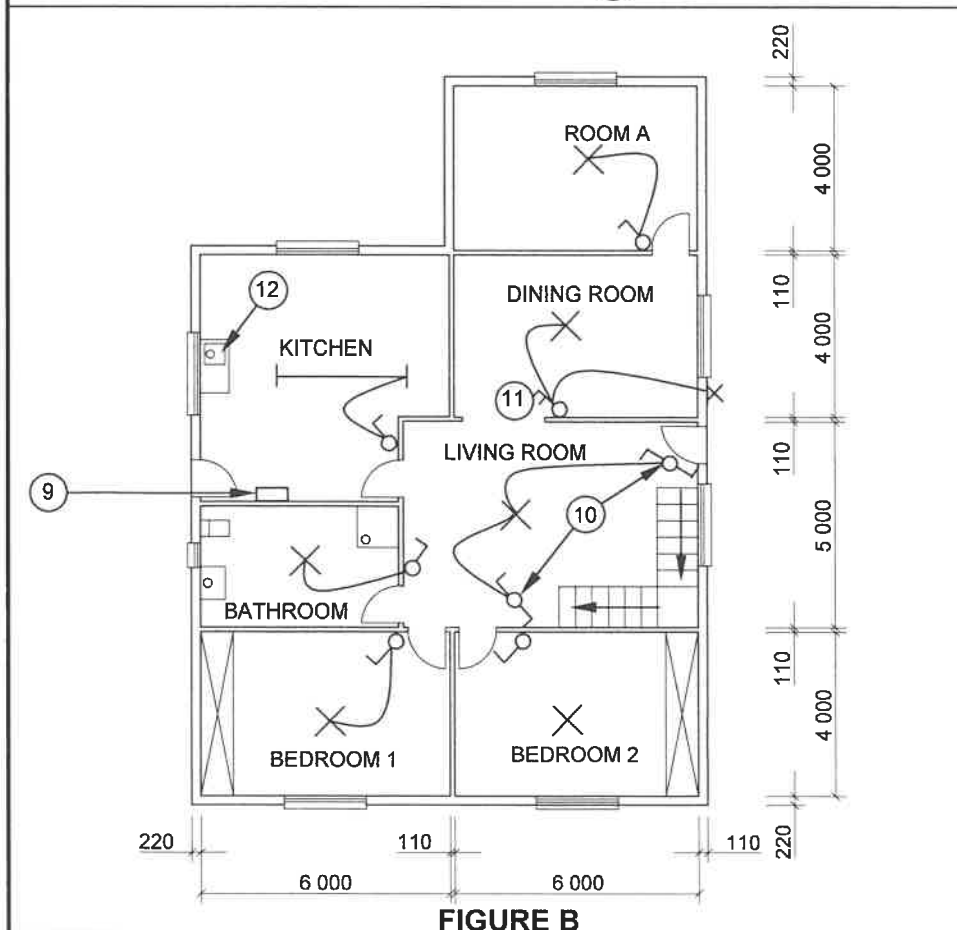 220
ROOM A
4 000
12
KITCHEN
DINING ROOM
110
4 000
11
LIVING ROOM
110
9
10
5 000
BATHROOM
110
4 000
BEDROOM 1
BEDROOM 2
220
110
110
220
6 000
6 000
FIGURE B